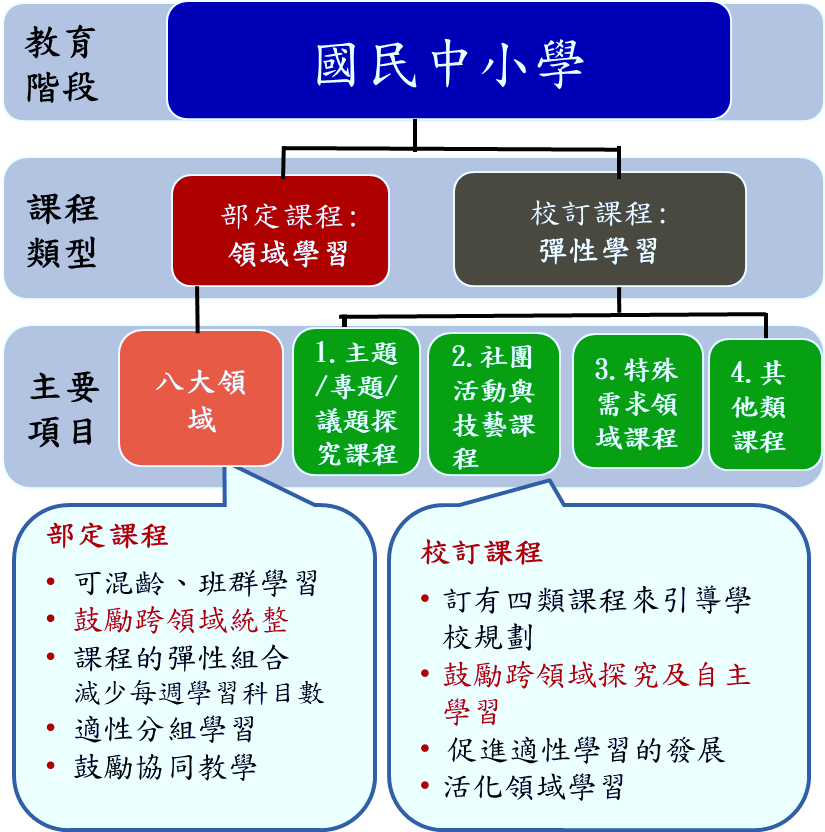 教育
階段
國民中小學
課程
類型
部定課程:
領域學習
校訂課程:
彈性學習
主要
項目
八大領
域
1.主題
/專題/
議題探
究課程
2.社團
活動與
技藝課
程
3.特殊
需求領
域課程
4.其
他類
課程
部定課程
• 可混齡、班群學習
• 鼓勵跨領域統整
• 課程的彈性組合
減少每週學習科目數
• 適性分組學習
• 鼓勵協同教學
校訂課程
• 訂有四類課程來引導學
校規劃
• 鼓勵跨領域探究及自主
學習
• 促進適性學習的發展
• 活化領域學習